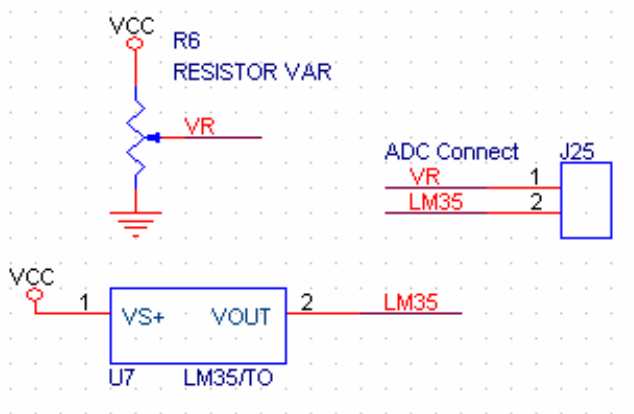 VCC
R6
RESISTOR VAR
VR
ADC Connect J25
VR 1
LM35 2
VCC
1 VS+ VOUT 2 LM35
U7 LM35/TO